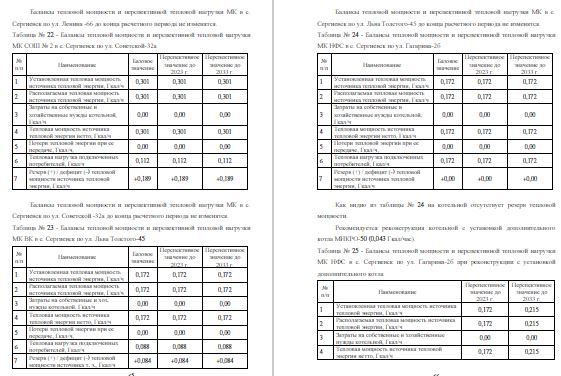 Балансы тепловой мощности и перспективной тепловой нагрузки МК в с.
Сергиевск по ул. Ленина -66 до конца расчетного периода не изменятся.
Таблица № 22 - Балансы тепловой мощности и перспективной тепловой нагрузки
МК СОШ № 2 в с. Сергиевск по ул. Советской-32а
№ п/п Наименование Базовое значение Перспективное значение до 2023 г. Перспективное значение до 2033 г.
1 Установленная тепловая мощность источника тепловой энергии, Гкал/ч 0,301 0,301 0,301
2 Располагаемая тепловая мощность источника тепловой энергии, Гкал/ч 0,301 0,301 0,301
3 Затраты на собственные и хозяйственные нужды котельной, Гкал/ч 0,00 0,00 0,00
4 Тепловая мощность источника тепловой энергии нетто, Гкал/ч 0,301 0,301 0,301
5 Потери тепловой энергии при ее передаче, Гкал/ч. 0,00 0,00 0,00
6 Тепловая нагрузка подключенных потребителей, Гкал/ч 0,112 0,112 0,112
7 Резерв (+) / дефицит (-) тепловой мощности источника тепловой энергии, Гкал/ч +0,189 +0,189 +0,189
Балансы тепловой мощности и перспективной тепловой нагрузки МК в с.
Сергиевск по ул. Советской -32а до конца расчетного периода не изменятся.
Таблица № 23 - Балансы тепловой мощности и перспективной тепловой нагрузки
МК ВК в с. Сергиевск по ул. Льва Толстого-45
№ п/п Наименование Базовое значение Перспективное значение до 2023 г. Перспективное значение до 2033 г.
1 Установленная тепловая мощность источника тепловой энергии, Гкал/ч 0,172 0,172 0,172
2 Располагаемая тепловая мощность источника тепловой энергии, Гкал/ч 0,172 0,172 0,172
3 Затраты на собственные и хоз. нужды котельной, Гкал/ч 0,00 0,00 0,00
4 Тепловая мощность источника тепловой энергии нетто, Гкал/ч 0,172 0,172 0,172
5 Потери тепловой энергии при ее передаче, Гкал/ч 0,00 0,00 0,00
6 Тепловая нагрузка подключенных потребителей, Гкал/ч 0,088 0,088 0,088
7 Резерв (+) / дефицит (-) тепловой мощности источника т. э., Гкал/ч +0,084 +0,084 +0,084
Балансы тепловой мощности и перспективной тепловой нагрузки МК в с.
Сергиевск по ул. Льва Толстого-45 до конца расчетного периода не изменятся.
Таблица № 24 - Балансы тепловой мощности и перспективной тепловой нагрузки
МК НФС в с. Сергиевск по ул. Гагарина-2б
№ п/п Наименование Базовое значение Перспективное значение до 2023 г. Перспективное значение до 2033 г.
1 Установленная тепловая мощность источника тепловой энергии, Гкал/ч 0,172 0,172 0,172
2 Располагаемая тепловая мощность источника тепловой энергии, Гкал/ч 0,172 0,172 0,172
3 Затраты на собственные и хозяйственные нужды котельной, Гкал/ч 0,00 0,00 0,00
4 Тепловая мощность источника тепловой энергии нетто, Гкал/ч 0,172 0,172 0,172
5 Потери тепловой энергии при ее передаче, Гкал/ч 0,00 0,00 0,00
6 Тепловая нагрузка подключенных потребителей, Гкал/ч 0,172 0,172 0,172
7 Резерв (+) / дефицит (-) тепловой мощности источника тепловой энергии, Гкал/ч +0,00 +0,00 +0,00
Как видно из таблицы № 24 на котельной отсутствует резерв тепловой
мощности.
Рекомендуется реконструкция котельной с установкой дополнительного
котла МИКРО-50 (0,043 Гкал/час).
Таблица № 25 - Балансы тепловой мощности и перспективной тепловой нагрузки
МК НФС в с. Сергиевск по ул. Гагарина-2б при реконструкции с установкой
дополнительного котла
№ п/п Наименование Перспективное значение до 2023 г. Перспективное значение до 2033 г.
1 Установленная тепловая мощность источника тепловой энергии, Гкал/ч 0,172 0,215
2 Располагаемая тепловая мощность источника тепловой энергии, Гкал/ч 0,172 0,215
3 Затраты на собственные и хозяйственные нужды котельной, Гкал/ч 0,00 0,00
4 Тепловая мощность источника тепловой энергии нетто, Гкал/ч 0,172 0,215